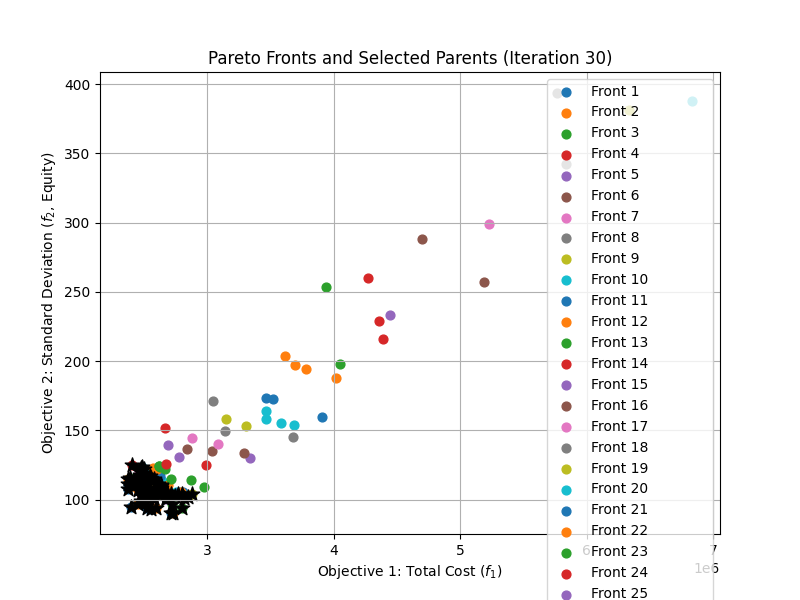 Pareto Fronts and Selected Parents (Iteration 30)
Objective 2: Standard Deviation (f2, Equity)
400
350
300
250
200
150
100
3
4
5
6
7
1e6
Objective 1: Total Cost (f1)
Front 1
Front 2
Front 3
Front 4
Front 5
Front 6
Front 7
Front 8
Front 9
Front 10
Front 11
Front 12
Front 13
Front 14
Front 15
Front 16
Front 17
Front 18
Front 19
Front 20
Front 21
Front 22
Front 23
Front 24
Front 25